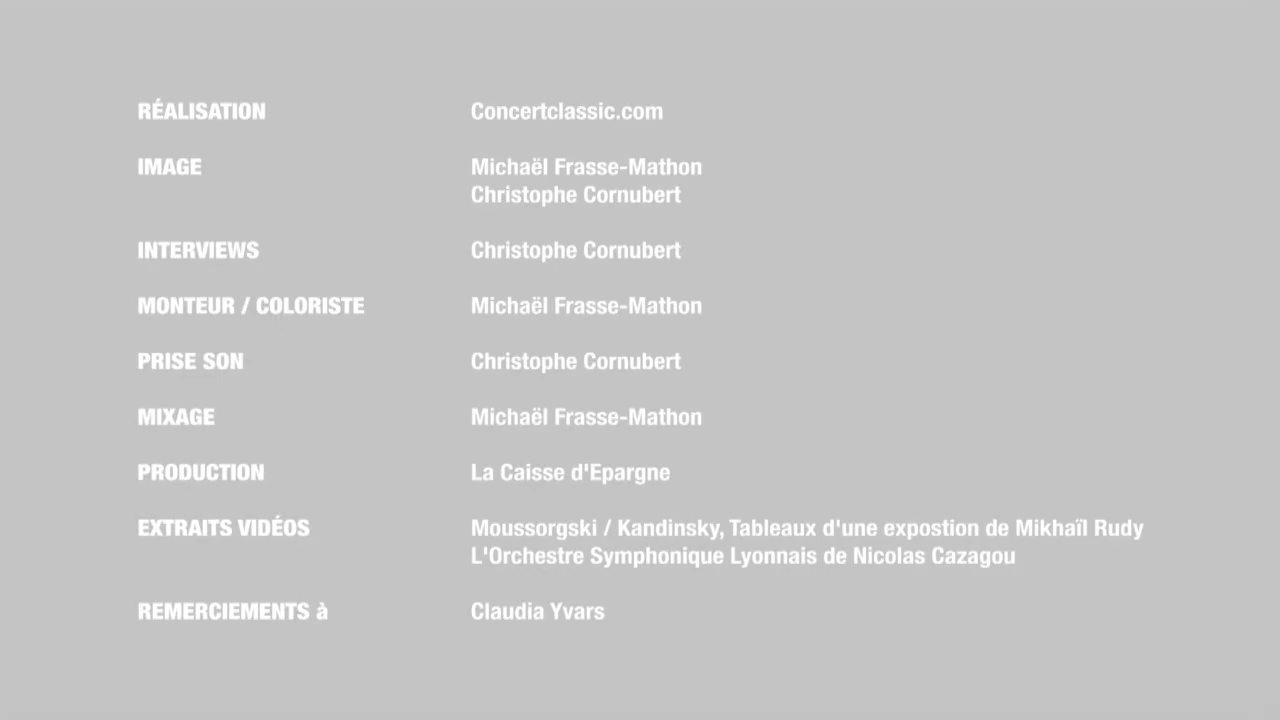 RÉALISATION Concertclassic.com
IMAGE Michaël Frasse-Mathon
Christophe Cornubert
INTERVIEWS Christophe Cornubert
MONTEUR / COLORISTE Michaël Frasse-Mathon
PRISE SON Christophe Cornubert
MIXAGE Michaël Frasse-Mathon
PRODUCTION La Caisse d'Epargne
EXTRAITS VIDÉOS Moussorgski / Kandinsky, Tableaux d'une expostion de Mikhaïl Rudy
L'Orchestre Symphonique Lyonnais de Nicolas Cazagou
REMERCIEMENTS à Claudia Yvars